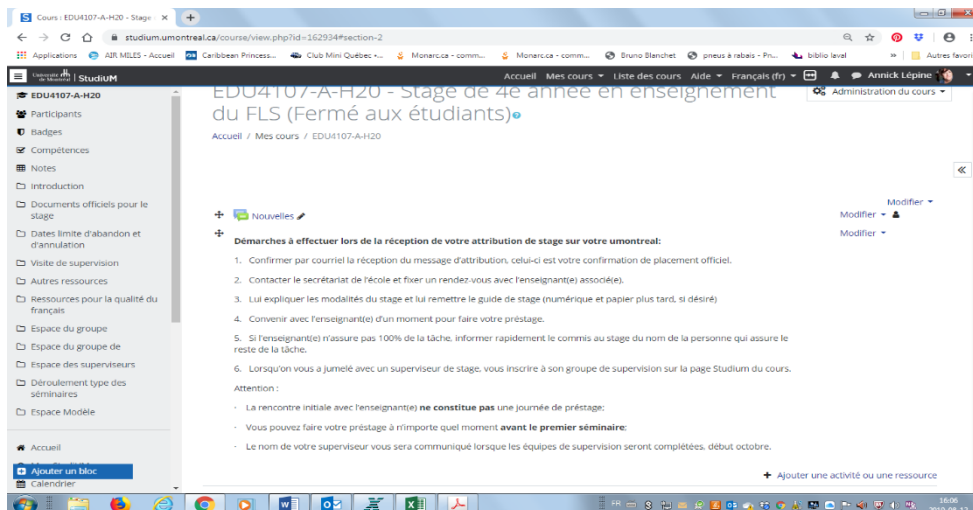 Cours : EDU4107-A-H20 - Stage
studium.umontreal.ca/course/view.php?id=162934#section-2
Applications AIR MILES - Accueil Caribbean Princess... Club Mini Québec -... Monarc.ca - comm... Monarc.ca - comm... Bruno Blanchet pneus à rabais - Pn... biblio laval » Autres favori
Université de Montréal StudiUM Accueil Mes cours Liste des cours Aide Français (fr) Annick Lépine
EDU4107-A-H20
Participants
Badges
Compétences
Notes
Introduction
Documents officiels pour le
stage
Dates limite d'abandon et
d'annulation
Visite de supervision
Autres ressources
Ressources pour la qualité du
français
Espace du groupe
Espace du groupe de
Espace des superviseurs
Déroulement type des
séminaires
Espace Modèle
Accueil
Ajouter un bloc
Calendrier
EDU4107-A-H20 - Stage de 4e année en enseignement
du FLS (Fermé aux étudiants)
Administration du cours
Accueil / Mes cours / EDU4107-A-H20
Modifier
Nouvelles Modifier
Modifier
Démarches à effectuer lors de la réception de votre attribution de stage sur votre umontreal:
1. Confirmer par courriel la réception du message d'attribution, celui-ci est votre confirmation de placement officiel.
2. Contacter le secrétariat de l'école et fixer un rendez-vous avec l'enseignant(e) associé(e).
3. Lui expliquer les modalités du stage et lui remettre le guide de stage (numérique et papier plus tard, si désiré)
4. Convenir avec l'enseignant(e) d'un moment pour faire votre préstage.
5. Si l'enseignant(e) n'assure pas 100% de la tâche, informer rapidement le commis au stage du nom de la personne qui assure le
reste de la tâche.
6. Lorsqu'on vous a jumelé avec un superviseur de stage, vous inscrire à son groupe de supervision sur la page Studium du cours.
Attention :
· La rencontre initiale avec l'enseignant(e) ne constitue pas une journée de préstage;
· Vous pouvez faire votre préstage à n'importe quel moment avant le premier séminaire;
· Le nom de votre superviseur vous sera communiqué lorsque les équipes de supervision seront complétées, début octobre.
Ajouter une activité ou une ressource
FR 16:06